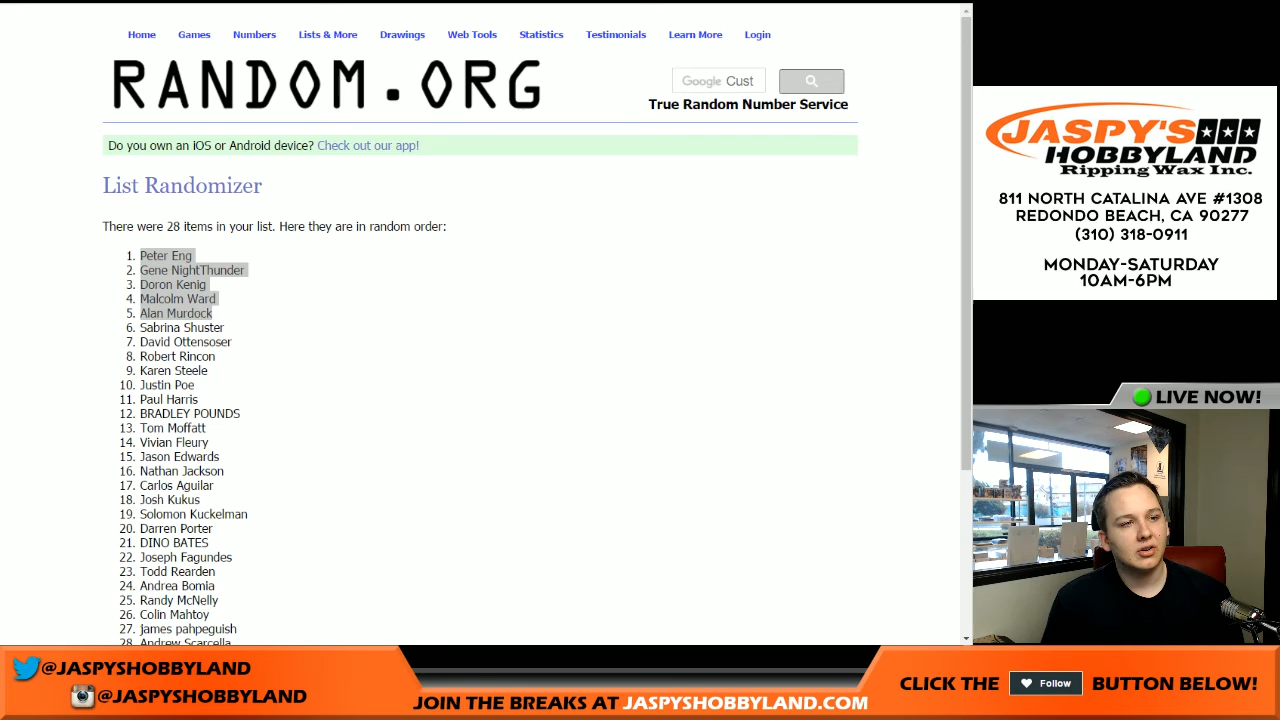 Home Games Numbers Lists & More Drawings Web Tools Statistics Testimonials Learn More Login
RANDOM.ORG
Google Cust
True Random Number Service
Do you own an iOS or Android device? Check out our app!
List Randomizer
There were 28 items in your list. Here they are in random order:
1. Peter Eng
2. Gene NightThunder
3. Doron Kenig
4. Malcolm Ward
5. Alan Murdock
6. Sabrina Shuster
7. David Ottensoser
8. Robert Rincon
9. Karen Steele
10. Justin Poe
11. Paul Harris
12. BRADLEY POUNDS
13. Tom Moffatt
14. Vivian Fleury
15. Jason Edwards
16. Nathan Jackson
17. Carlos Aguilar
18. Josh Kukus
19. Solomon Kuckelman
20. Darren Porter
21. DINO BATES
22. Joseph Fagundes
23. Todd Rearden
24. Andrea Bomia
25. Randy McNelly
26. Colin Mahtoy
27. james pahpeguish
28. Andrew Scarcella
JASPY'S
HOBBYLAND
Ripping Wax Inc.
811 NORTH CATALINA AVE #1308
REDONDO BEACH, CA 90277
(310) 318-0911
MONDAY-SATURDAY
10AM-6PM
LIVE NOW!
@JASPYSHOBBYLAND
@JASPYSHOBBYLAND
JOIN THE BREAKS AT JASPYSHOBBYLAND.COM
CLICK THE Follow BUTTON BELOW!